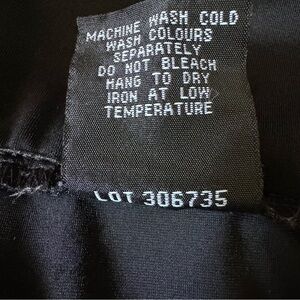 MACHINE WASH COLD
WASH COLOURS
SEPARATELY
DO NOT BLEACH
HANG TO DRY
IRON AT LOW
TEMPERATURE
LOT 306735